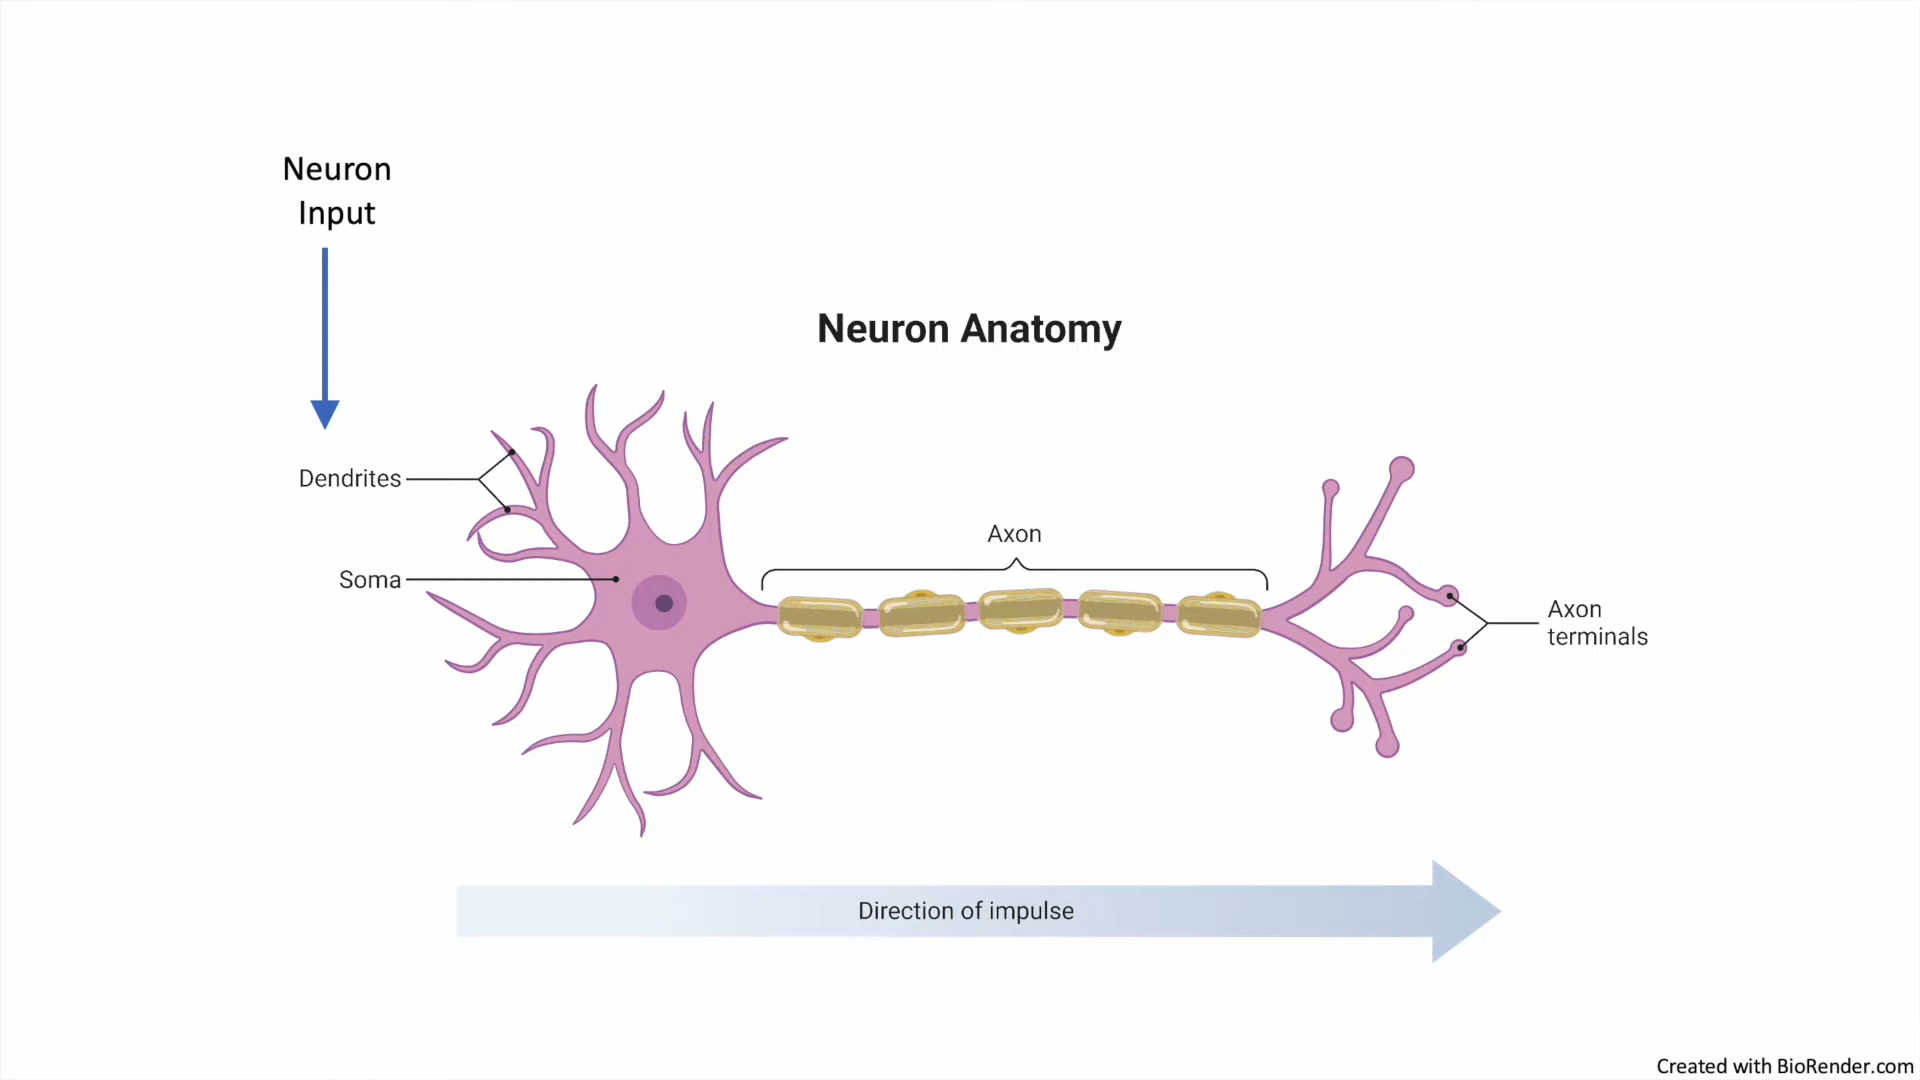 Neuron
Input
Neuron Anatomy
Dendrites
Axon
Soma
Axon
terminals
Direction of impulse
Created with BioRender.com